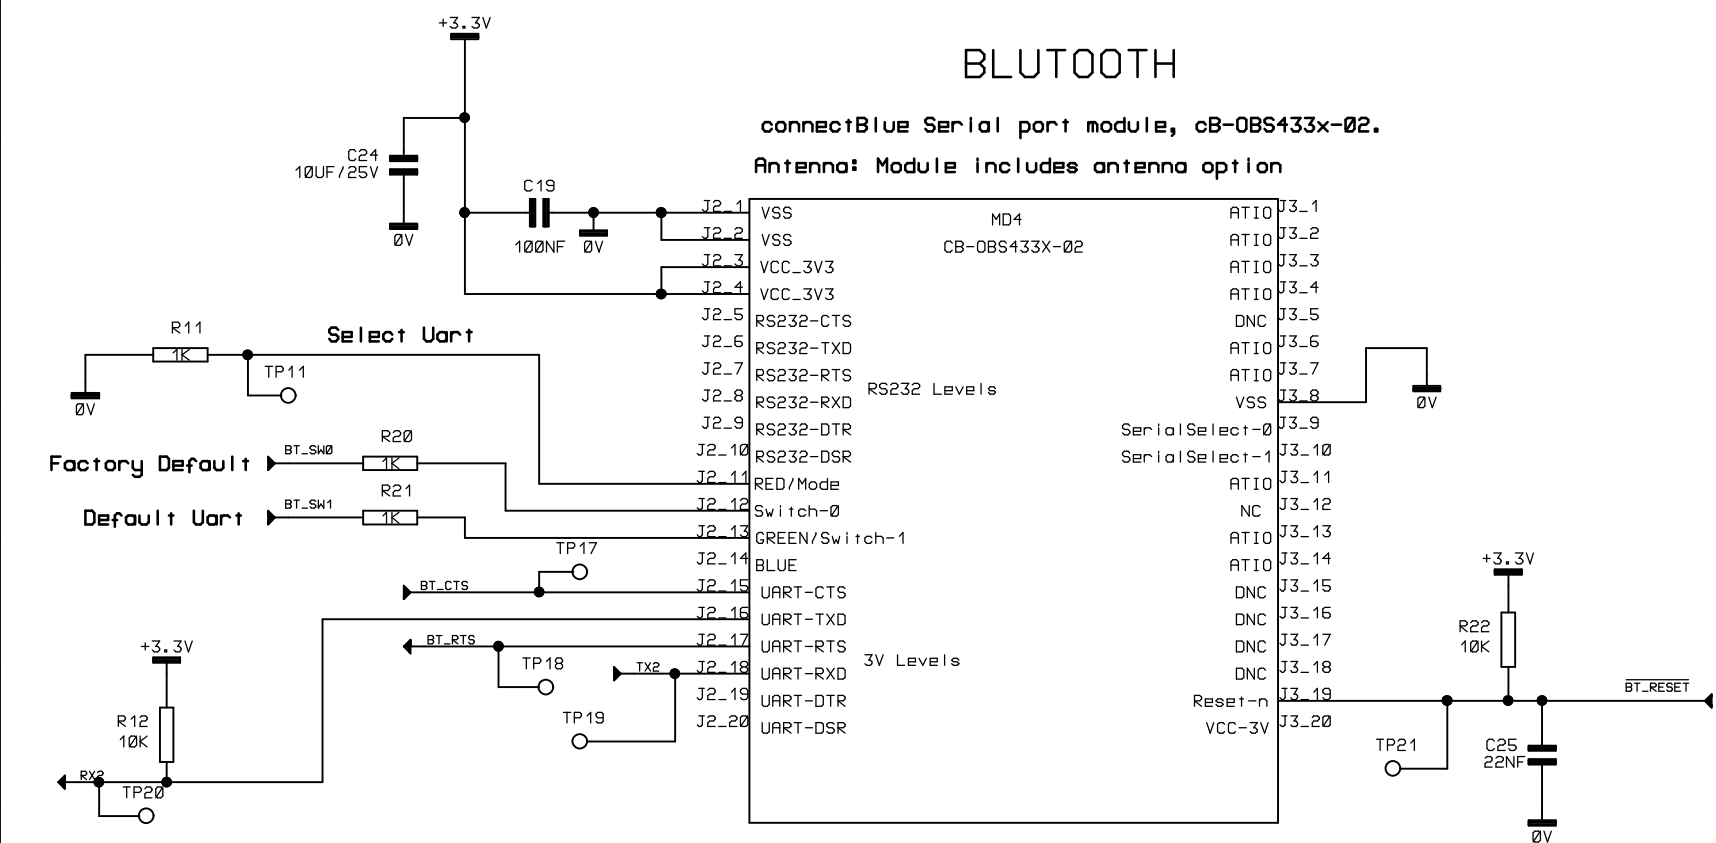 +3.3V
BLUTOOTH
connectBlue Serial port module, cB-OBS433x-02.
Antenna: Module includes antenna option
C24
10UF/25V
0V
C19
100NF
0V
MD4
CB-OBS433X-02
J2_1 VSS
J2_2 VSS
J2_3 VCC_3V3
J2_4 VCC_3V3
J2_5 RS232-CTS
J2_6 RS232-TXD
J2_7 RS232-RTS
J2_8 RS232-RXD
J2_9 RS232-DTR
J2_10 RS232-DSR
J2_11 RED/Mode
J2_12 Switch-0
J2_13 GREEN/Switch-1
J2_14 BLUE
J2_15 UART-CTS
J2_16 UART-TXD
J2_17 UART-RTS
J2_18 UART-RXD
J2_19 UART-DTR
J2_20 UART-DSR
RS232 Levels
3V Levels
ATIO J3_1
ATIO J3_2
ATIO J3_3
ATIO J3_4
DNC J3_5
ATIO J3_6
ATIO J3_7
VSS J3_8
SerialSelect-0 J3_9
SerialSelect-1 J3_10
ATIO J3_11
NC J3_12
ATIO J3_13
ATIO J3_14
DNC J3_15
DNC J3_16
DNC J3_17
DNC J3_18
Reset-n J3_19
VCC-3V J3_20
0V
R11
1K
Select Uart
TP11
0V
Factory Default
BT_SW0
R20
1K
Default Uart
BT_SW1
R21
1K
TP17
BT_CTS
BT_RTS
TP18
TX2
TP19
+3.3V
R12
10K
RX2
TP20
+3.3V
R22
10K
BT_RESET
TP21
C25
22NF
0V